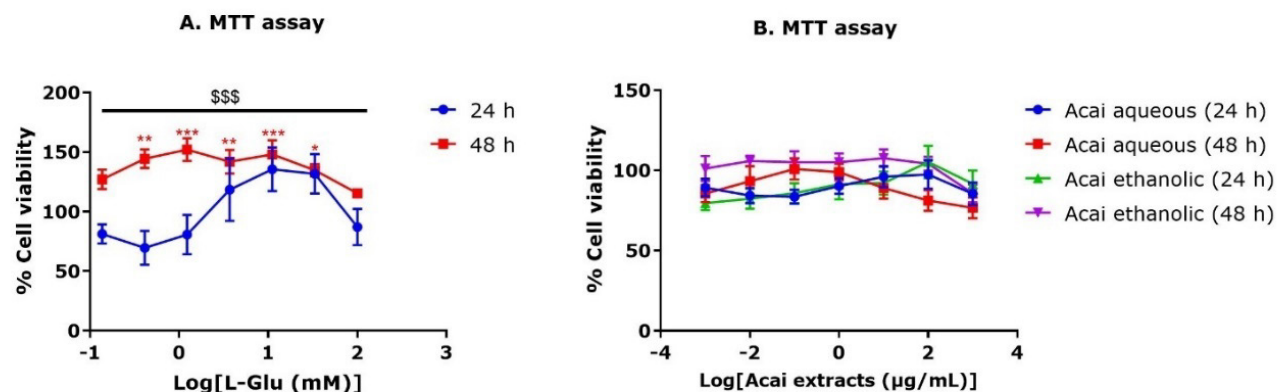 A. MTT assay
200
150
100
50
0
% Cell viability
$$$
**
***
**
***
*
-1
0
1
2
3
Log[L-Glu (mM)]
24 h
48 h
B. MTT assay
150
100
50
0
% Cell viability
-4
-2
0
2
4
Log[Acai extracts (µg/mL)]
Acai aqueous (24 h)
Acai aqueous (48 h)
Acai ethanolic (24 h)
Acai ethanolic (48 h)